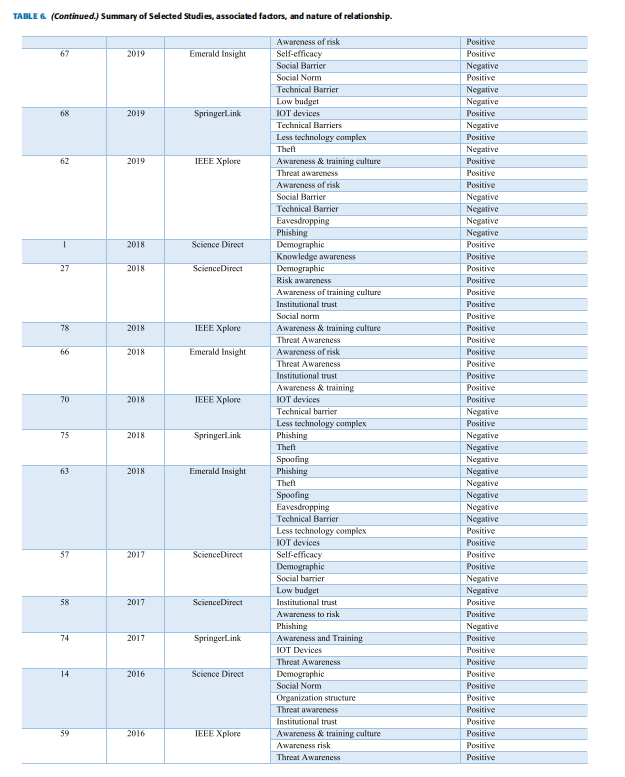 TABLE 6. (Continued.) Summary of Selected Studies, associated factors, and nature of relationship.
Awareness of risk Positive
67 2019 Emerald Insight Self-efficacy Positive
Social Barrier Negative
Social Norm Positive
Technical Barrier Negative
Low budget Negative
68 2019 SpringerLink IOT devices Positive
Technical Barriers Negative
Less technology complex Positive
Theft Negative
62 2019 IEEE Xplore Awareness & training culture Positive
Threat awareness Positive
Awareness of risk Positive
Social Barrier Negative
Technical Barrier Negative
Eavesdropping Negative
Phishing Negative
1 2018 Science Direct Demographic Positive
Knowledge awareness Positive
27 2018 ScienceDirect Demographic Positive
Risk awareness Positive
Awareness of training culture Positive
Institutional trust Positive
Social norm Positive
78 2018 IEEE Xplore Awareness & training culture Positive
Threat Awareness Positive
66 2018 Emerald Insight Awareness of risk Positive
Threat Awareness Positive
Institutional trust Positive
Awareness & training Positive
70 2018 IEEE Xplore IOT devices Positive
Technical barrier Negative
Less technology complex Positive
75 2018 SpringerLink Phishing Negative
Theft Negative
Spoofing Negative
63 2018 Emerald Insight Phishing Negative
Theft Negative
Spoofing Negative
Eavesdropping Negative
Technical Barrier Negative
Less technology complex Positive
IOT devices Positive
57 2017 ScienceDirect Self-efficacy Positive
Demographic Positive
Social barrier Negative
Low budget Negative
58 2017 ScienceDirect Institutional trust Positive
Awareness to risk Positive
Phishing Negative
74 2017 SpringerLink Awareness and Training Positive
IOT Devices Positive
Threat Awareness Positive
14 2016 Science Direct Demographic Positive
Social Norm Positive
Organization structure Positive
Threat awareness Positive
Institutional trust Positive
59 2016 IEEE Xplore Awareness & training culture Positive
Awareness risk Positive
Threat Awareness Positive